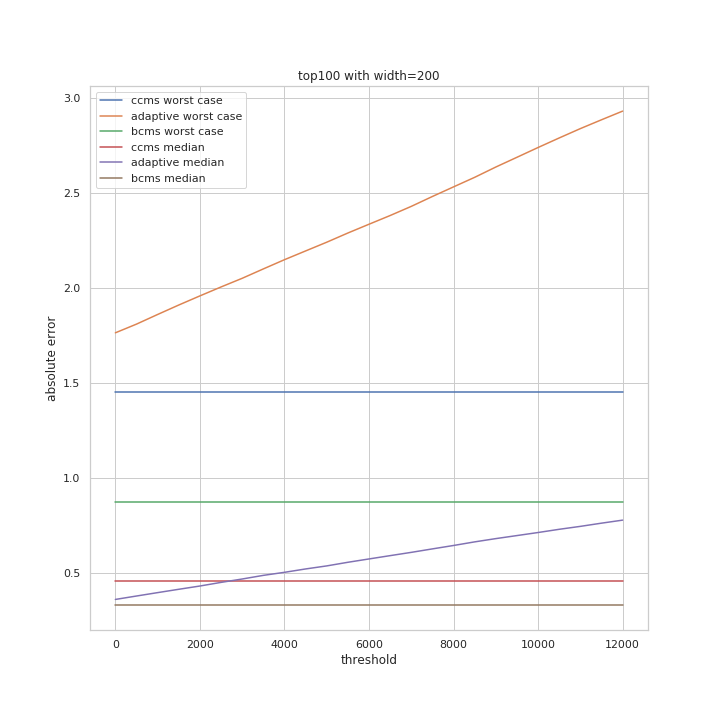 top100 with width=200
ccms worst case
adaptive worst case
bcms worst case
ccms median
adaptive median
bcms median
3.0
2.5
2.0
1.5
1.0
0.5
absolute error
0 2000 4000 6000 8000 10000 12000
threshold